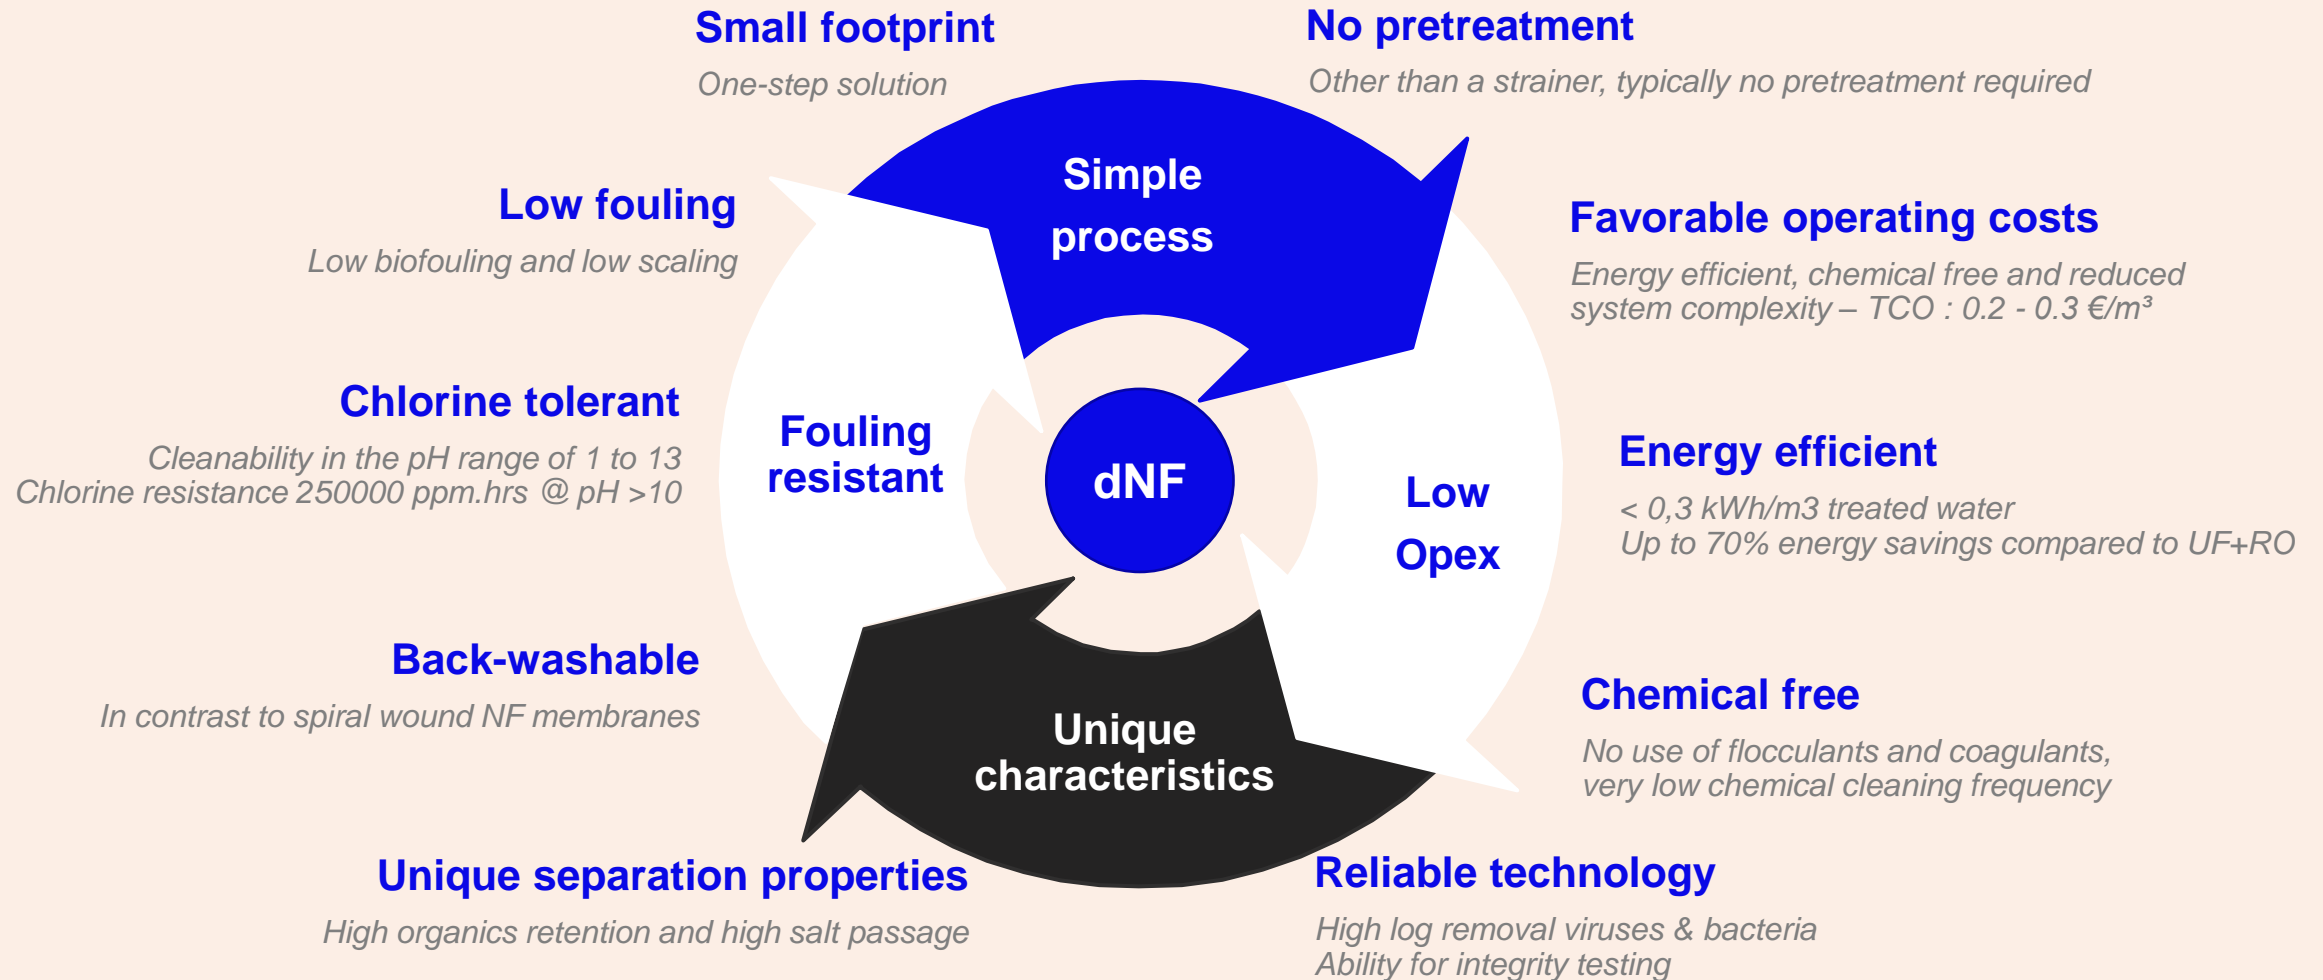 Small footprint
One-step solution
No pretreatment
Other than a strainer, typically no pretreatment required
Simple
process
Low fouling
Low biofouling and low scaling
Favorable operating costs
Energy efficient, chemical free and reduced
system complexity – TCO : 0.2 - 0.3 €/m³
Chlorine tolerant
Cleanability in the pH range of 1 to 13
Chlorine resistance 250000 ppm.hrs @ pH >10
Fouling
resistant
dNF
Low
Opex
Energy efficient
< 0,3 kWh/m3 treated water
Up to 70% energy savings compared to UF+RO
Back-washable
In contrast to spiral wound NF membranes
Unique
characteristics
Chemical free
No use of flocculants and coagulants,
very low chemical cleaning frequency
Unique separation properties
High organics retention and high salt passage
Reliable technology
High log removal viruses & bacteria
Ability for integrity testing